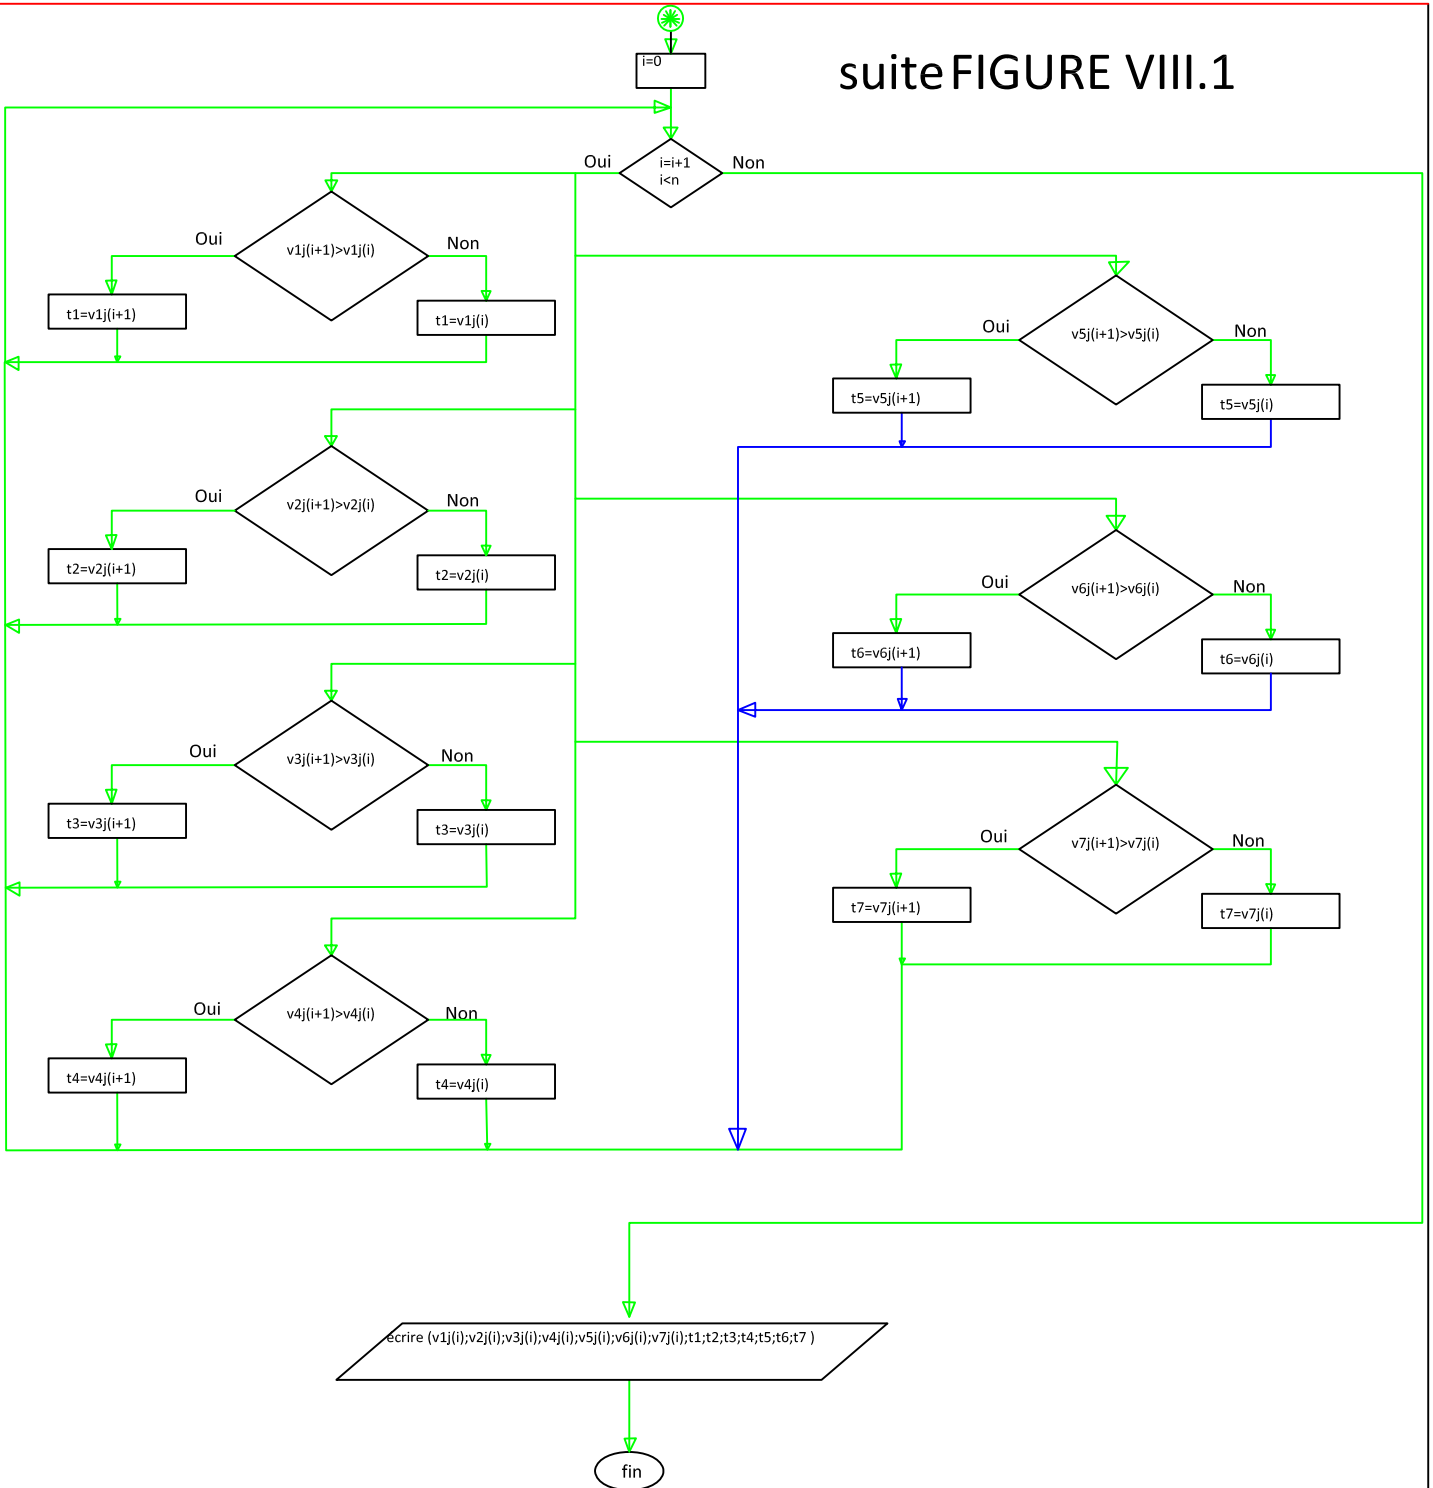 suite FIGURE VIII.1
i=0
Oui
i=i+1
i<n
Non
Oui
v1j(i+1)>v1j(i)
Non
t1=v1j(i+1)
t1=v1j(i)
Oui
v5j(i+1)>v5j(i)
Non
t5=v5j(i+1)
t5=v5j(i)
Oui
v2j(i+1)>v2j(i)
Non
t2=v2j(i+1)
t2=v2j(i)
Oui
v6j(i+1)>v6j(i)
Non
t6=v6j(i+1)
t6=v6j(i)
Oui
v3j(i+1)>v3j(i)
Non
t3=v3j(i+1)
t3=v3j(i)
Oui
v7j(i+1)>v7j(i)
Non
t7=v7j(i+1)
t7=v7j(i)
Oui
v4j(i+1)>v4j(i)
Non
t4=v4j(i+1)
t4=v4j(i)
ecrire (v1j(i);v2j(i);v3j(i);v4j(i);v5j(i);v6j(i);v7j(i);t1;t2;t3;t4;t5;t6;t7 )
fin